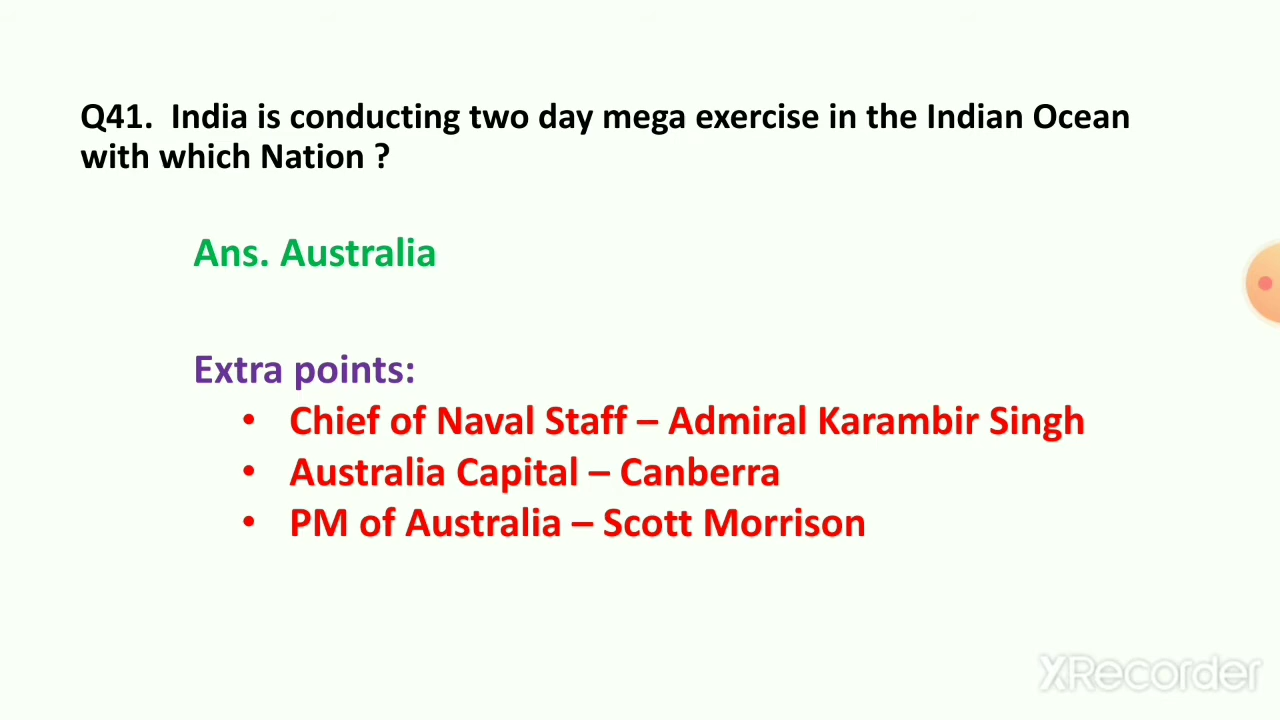 Q41.  India is conducting two day mega exercise in the Indian Ocean
with which Nation ?
Ans. Australia
Extra points:
• Chief of Naval Staff – Admiral Karambir Singh
• Australia Capital – Canberra
• PM of Australia – Scott Morrison
XRecorder